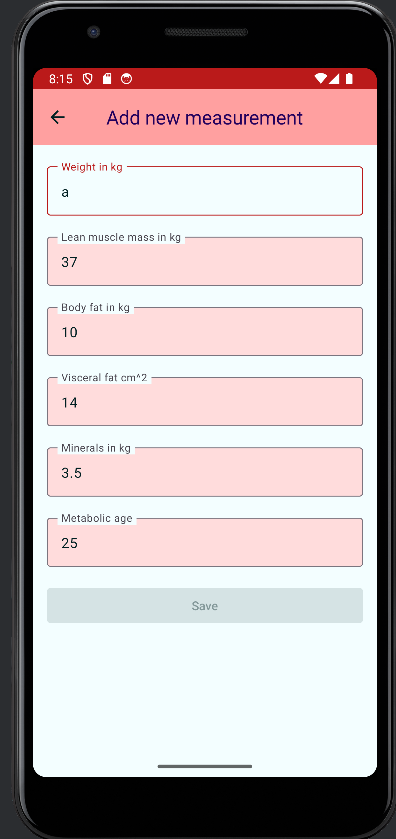 8:15
Add new measurement
Weight in kg
a
Lean muscle mass in kg
37
Body fat in kg
10
Visceral fat cm^2
14
Minerals in kg
3.5
Metabolic age
25
Save